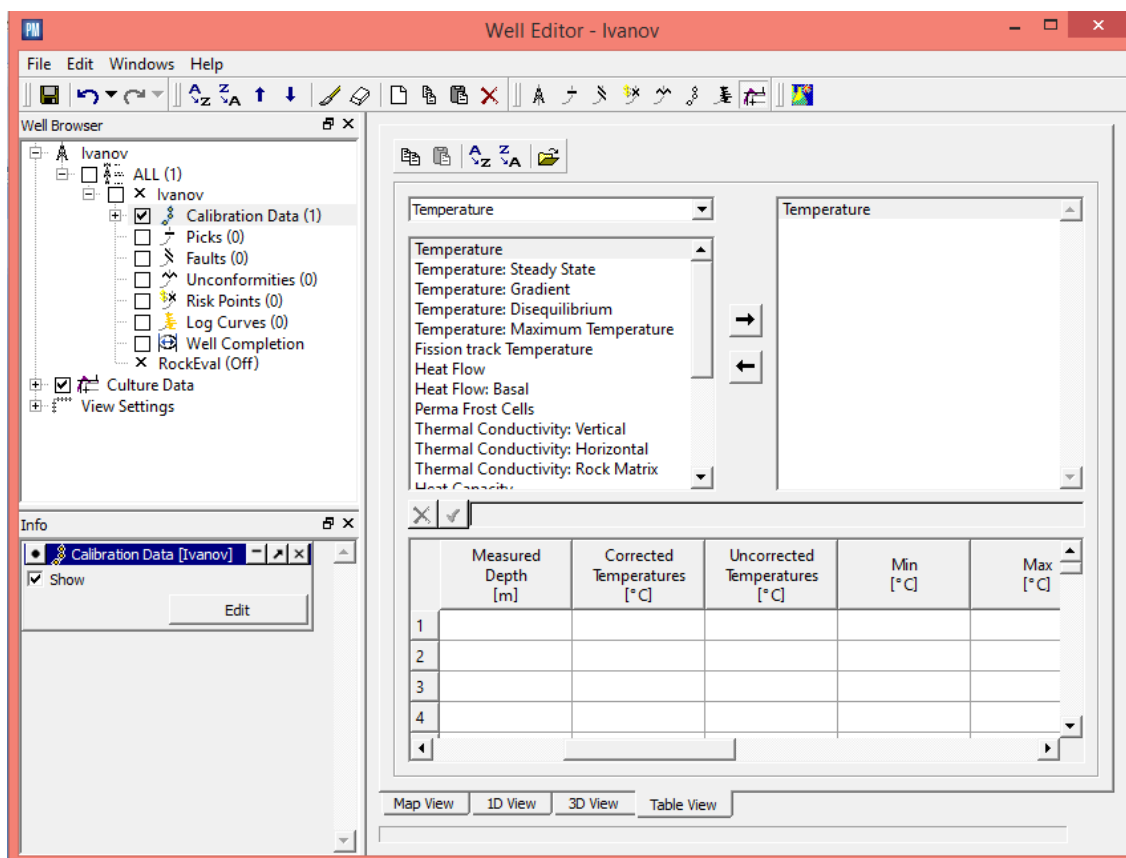 PM
Well Editor - Ivanov
File Edit Windows Help
Well Browser
Ivanov
ALL (1)
Ivanov
Calibration Data (1)
Picks (0)
Faults (0)
Unconformities (0)
Risk Points (0)
Log Curves (0)
Well Completion
RockEval (Off)
Culture Data
View Settings
Info
Calibration Data [Ivanov]
Show
Edit
Temperature
Temperature
Temperature: Steady State
Temperature: Gradient
Temperature: Disequilibrium
Temperature: Maximum Temperature
Fission track Temperature
Heat Flow
Heat Flow: Basal
Perma Frost Cells
Thermal Conductivity: Vertical
Thermal Conductivity: Horizontal
Thermal Conductivity: Rock Matrix
Heat Capacity
Temperature
Measured Depth [m] Corrected Temperatures [°C] Uncorrected Temperatures [°C] Min [°C] Max [°C]
1
2
3
4
Map View 1D View 3D View Table View